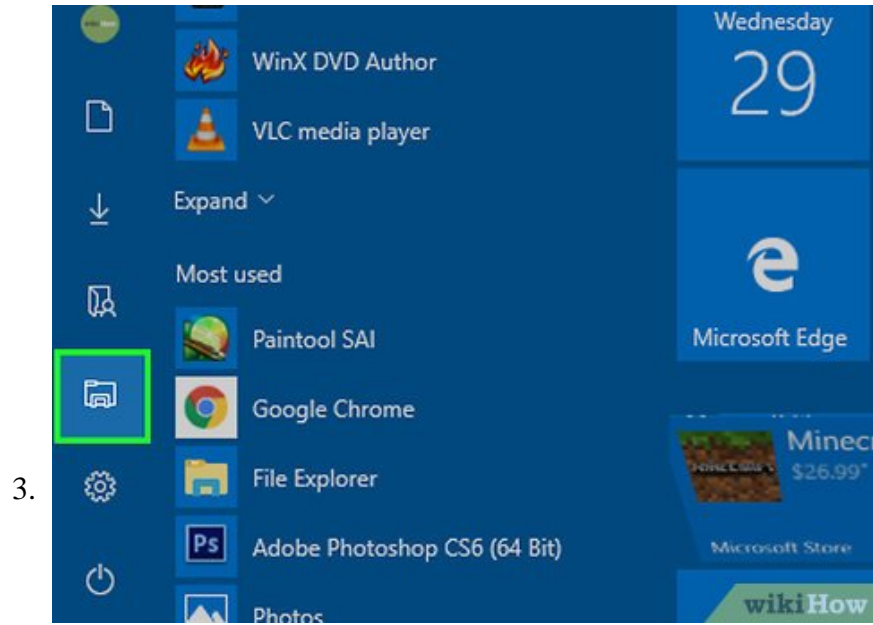 Wednesday
29
WinX DVD Author
VLC media player
Expand
Most used
Paintool SAI
Microsoft Edge
Google Chrome
Minec
$26.99*
3.
File Explorer
Ps
Adobe Photoshop CS6 (64 Bit)
Microsoft Store
Photos
wikiHow